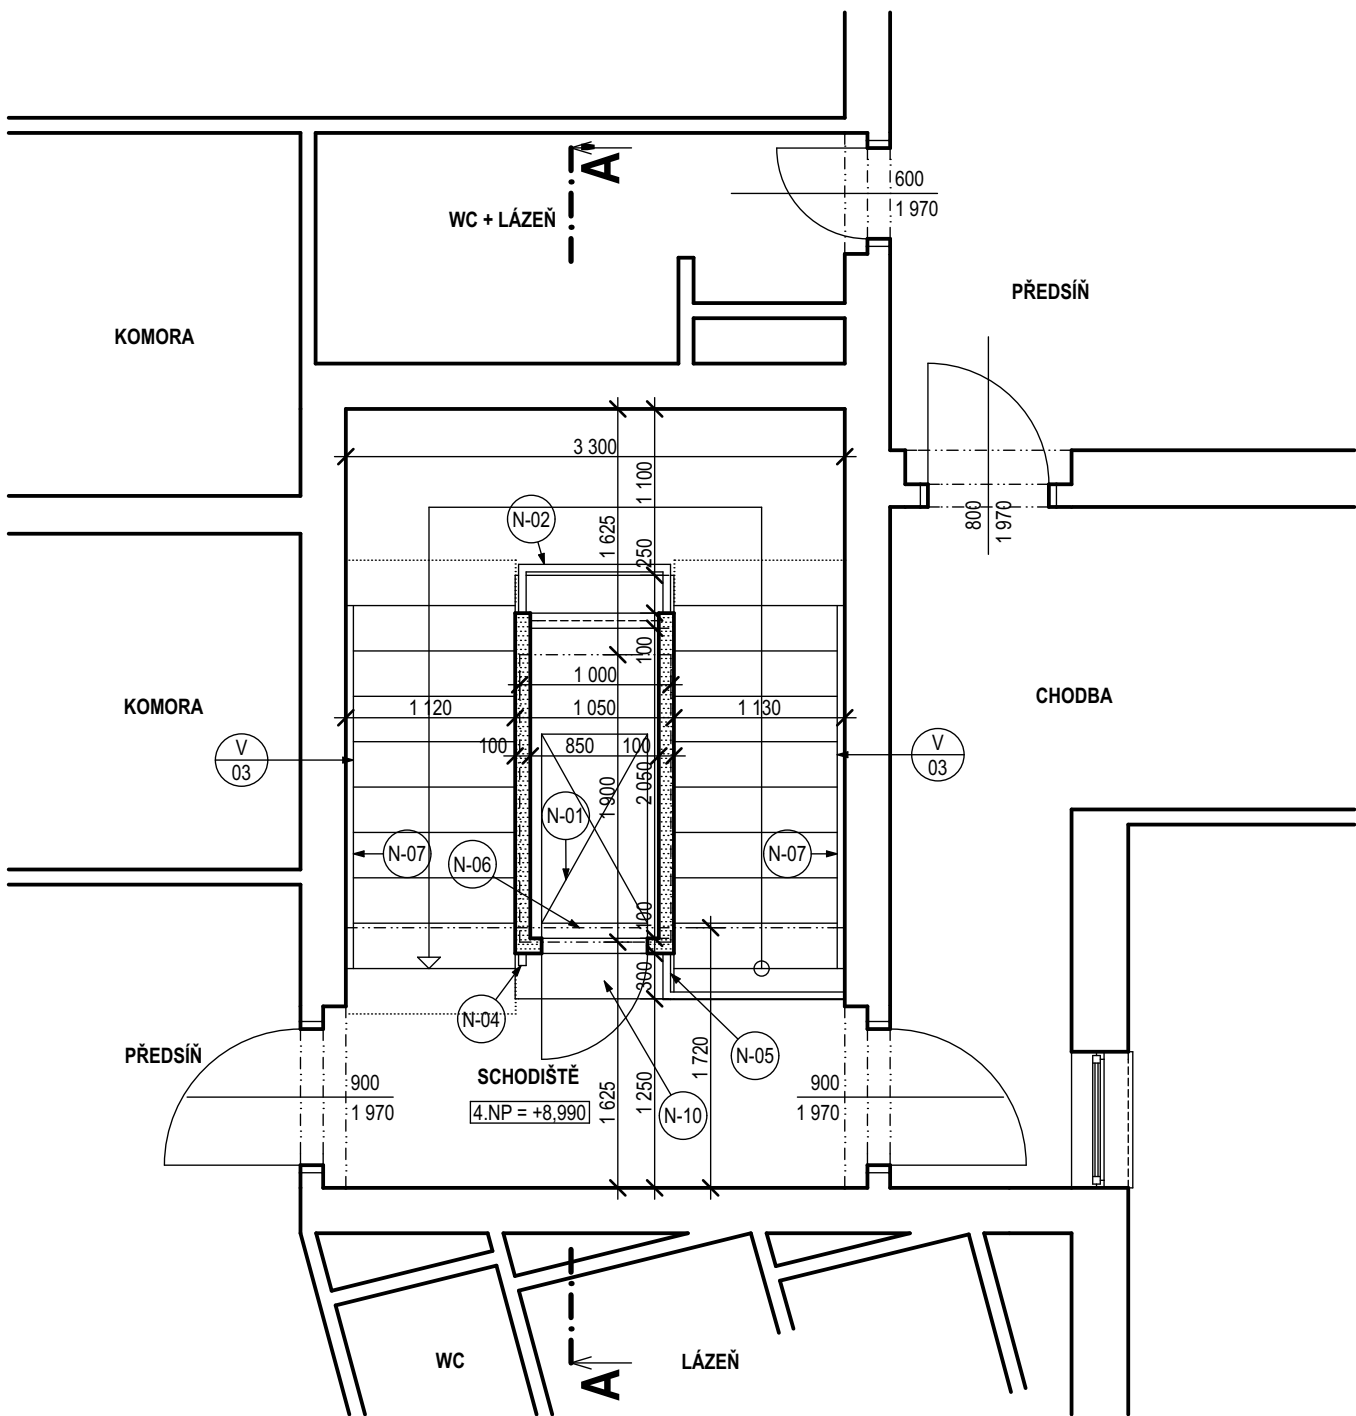 A
600
WC + LÁZEŇ
1 970
PŘEDSÍŇ
KOMORA
3 300
1 100
N-02
1 625
250
800
1 970
100
1 000
CHODBA
KOMORA
1 120
1 050
1 130
V
03
100
850
100
V
03
1 900
2 050
N-01
N-07
N-06
N-07
100
300
N-04
N-05
PŘEDSÍŇ
1 720
SCHODIŠTĚ
900
1 970
4.NP = +8,990
1 625
1 250
N-10
900
1 970
WC
LÁZEŇ
A